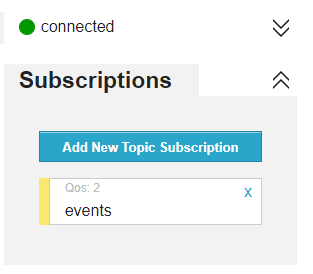 connected
Subscriptions
Add New Topic Subscription
Qos: 2
x
events